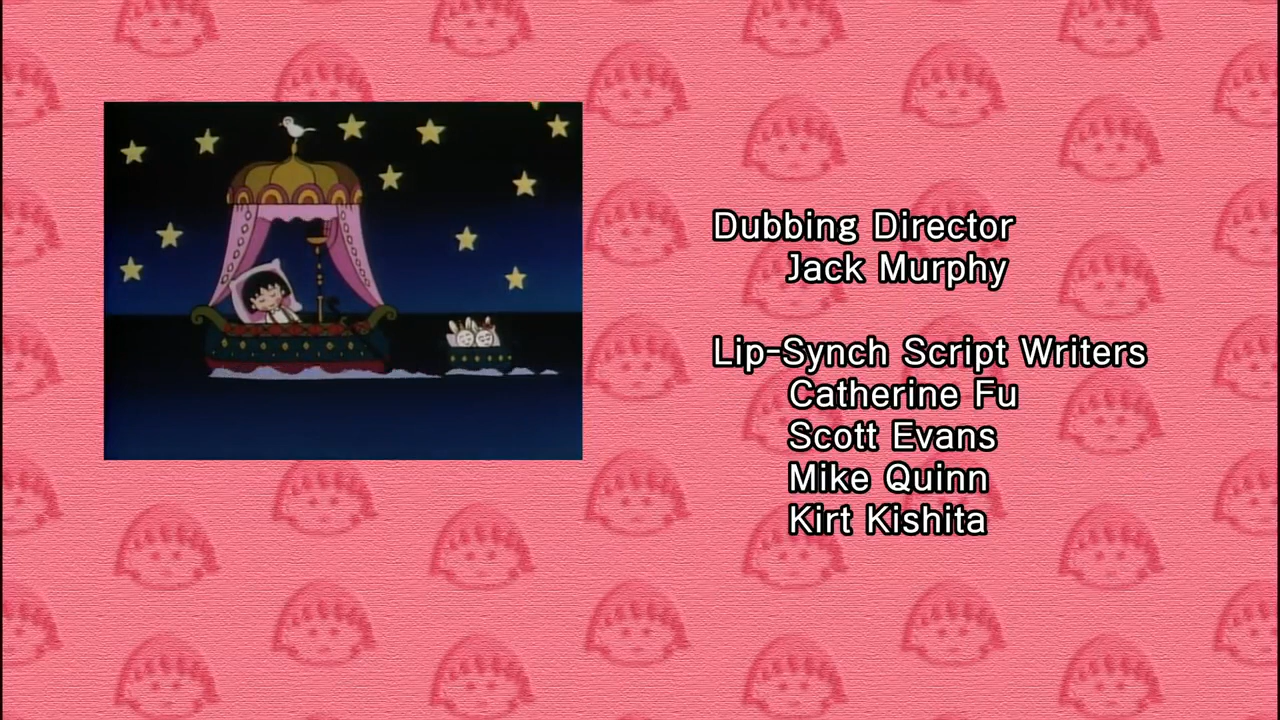 Dubbing Director
Jack Murphy
Lip-Synch Script Writers
Catherine Fu
Scott Evans
Mike Quinn
Kirt Kishita